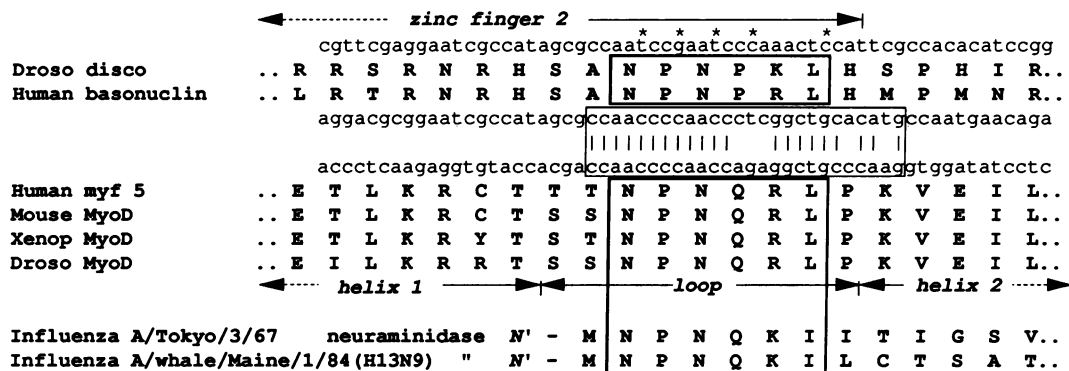 zinc finger 2
* * * * *
cgttcgaggaatcgccatagcgccaatccgaatcccaaactccattcgccacacatccgg
Droso disco .. R R S R N R H S A N P N P K L H S P H I R..
Human basonuclin .. L R T R N R H S A N P N P R L H M P M N R..
aggacgcggaatcgccatagcgccaaccccaaccctcggctgcacatgccaatgaacaga
accctcaagaggtgtaccacgaccaaccccaaccagaggctgcccaaggtggatatcctc
Human myf 5 .. E T L K R C T T T N P N Q R L P K V E I L..
Mouse MyoD .. E T L K R C T S S N P N Q R L P K V E I L..
Xenop MyoD .. E T L K R Y T S T N P N Q R L P K V E I L..
Droso MyoD .. E I L K R R T S S N P N Q R L P K V E I L..
helix 1 loop helix 2
Influenza A/Tokyo/3/67 neuraminidase N' - M N P N Q K I I T I G S V..
Influenza A/whale/Maine/1/84(H13N9) " N' - M N P N Q K I L C T S A T..